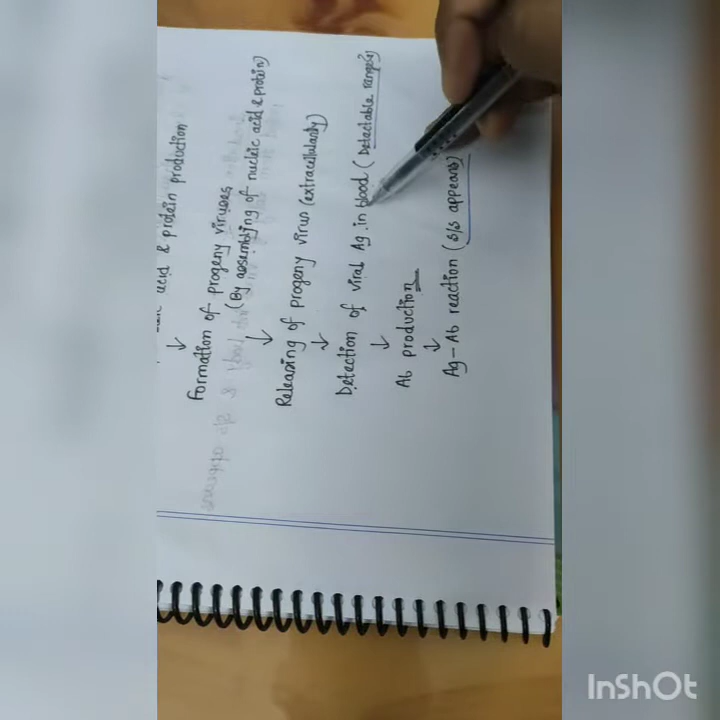 acid & protein production
↓
Formation of progeny viruses
(By assembling of nucleic acid & protein)
↓
Releasing of progeny virus (extracellularly)
↓
Detection of viral Ag in blood (Detectable range)
↓
Ab production
↓
Ag - Ab reaction (s/s appears)
InShOt